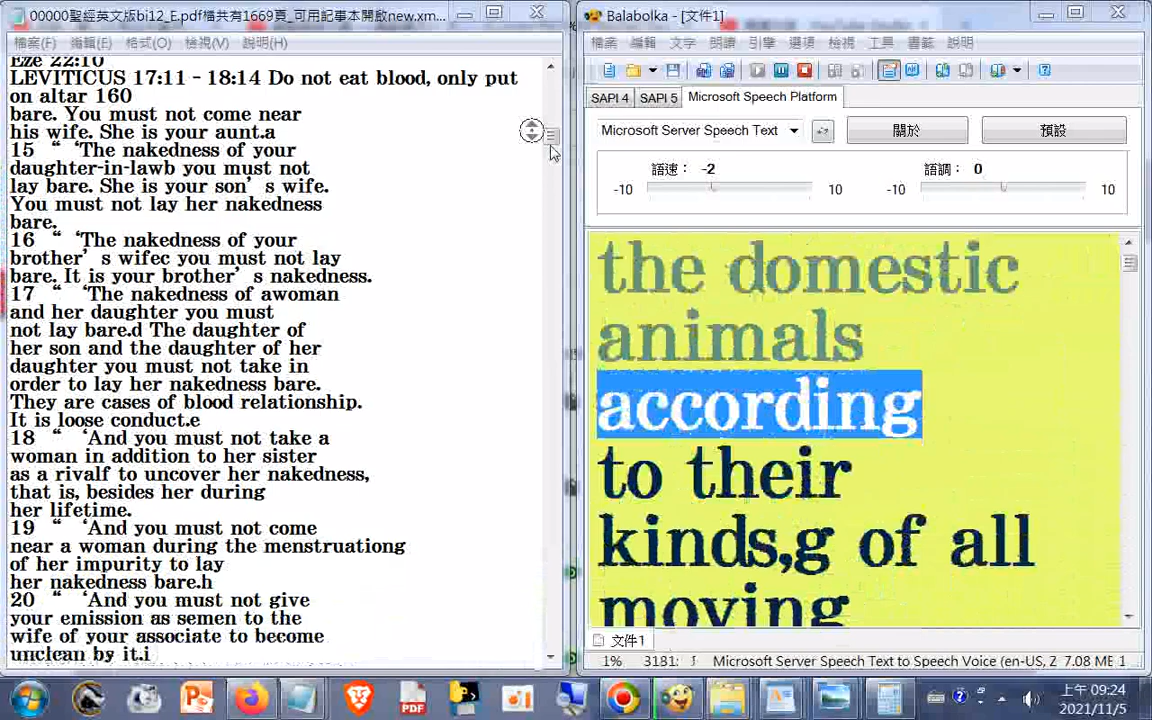 00000聖經英文版bi12_E.pdf檔共有1669頁_可用記事本開啟new.xm...
檔案(F) 編輯(E) 格式(O) 檢視(V) 說明(H)
Eze 22:10
LEVITICUS 17:11 - 18:14 Do not eat blood, only put
on altar 160
bare. You must not come near
his wife. She is your aunt.a
15 “ ‘The nakedness of your
daughter-in-lawb you must not
lay bare. She is your son’s wife.
You must not lay her nakedness
bare.
16 “ ‘The nakedness of your
brother’s wifec you must not lay
bare. It is your brother’s nakedness.
17 “ ‘The nakedness of awoman
and her daughter you must
not lay bare.d The daughter of
her son and the daughter of her
daughter you must not take in
order to lay her nakedness bare.
They are cases of blood relationship.
It is loose conduct.e
18 “ ‘And you must not take a
woman in addition to her sister
as a rivalf to uncover her nakedness,
that is, besides her during
her lifetime.
19 “ ‘And you must not come
near a woman during the menstruationg
of her impurity to lay
her nakedness bare.h
20 “ ‘And you must not give
your emission as semen to the
wife of your associate to become
unclean by it.i
Balabolka - [文件1]
檔案 編輯 文字 朗讀 引擎 選項 檢視 工具 書籤 說明
SAPI 4 SAPI 5 Microsoft Speech Platform
Microsoft Server Speech Text 關於 預設
語速： -2 語調： 0
-10 10 -10 10
the domestic
animals
according
to their
kinds,g of all
moving
文件1
1% 3181: Microsoft Server Speech Text to Speech Voice (en-US, 2 7.08 ME 1
PDF
上午 09:24
2021/11/5